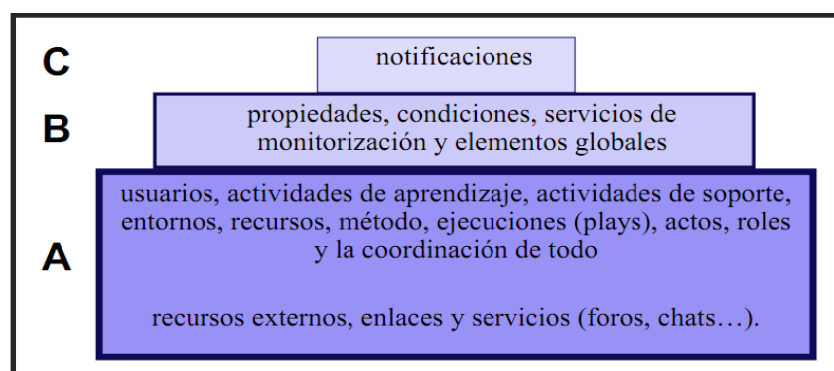 C
notificaciones
B
propiedades, condiciones, servicios de
monitorización y elementos globales
A
usuarios, actividades de aprendizaje, actividades de soporte,
entornos, recursos, método, ejecuciones (plays), actos, roles
y la coordinación de todo
recursos externos, enlaces y servicios (foros, chats…).